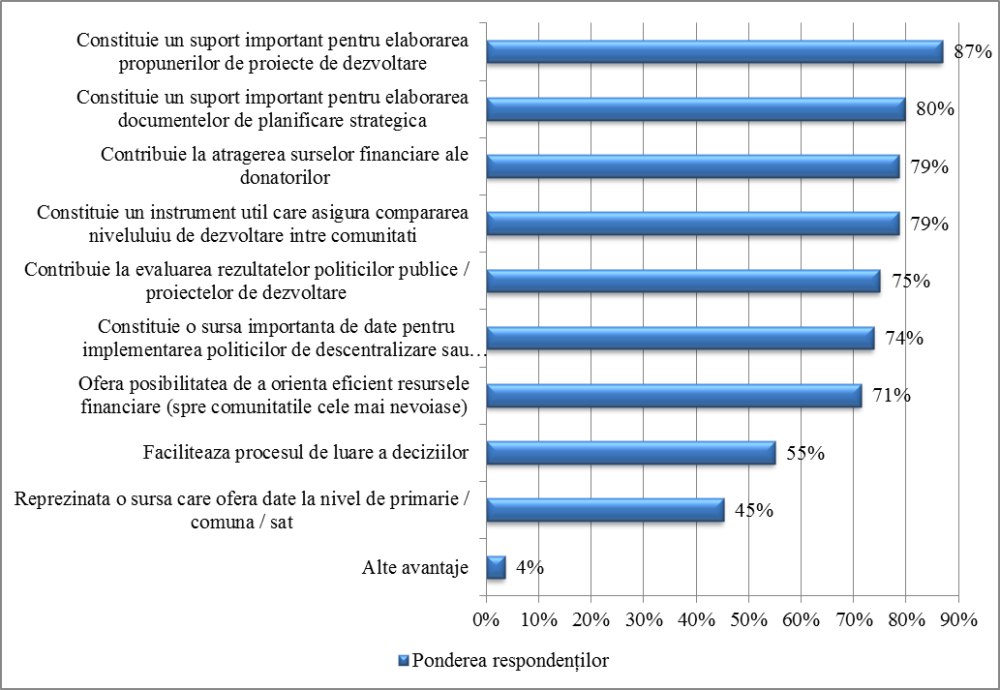 Constituie un suport important pentru elaborarea
propunerilor de proiecte de dezvoltare
87%
Constituie un suport important pentru elaborarea
documentelor de planificare strategica
80%
Contribuie la atragerea surselor financiare ale
donatorilor
79%
Constituie un instrument util care asigura compararea
niveluluiu de dezvoltare intre comunitati
79%
Contribuie la evaluarea rezultatelor politicilor publice /
proiectelor de dezvoltare
75%
Constituie o sursa importanta de date pentru
implementarea politicilor de descentralizare sau…
74%
Ofera posibilitatea de a orienta eficient resursele
financiare (spre comunitatile cele mai nevoiase)
71%
Faciliteaza procesul de luare a deciziilor
55%
Reprezinata o sursa care ofera date la nivel de primarie /
comuna / sat
45%
Alte avantaje
4%
0% 10% 20% 30% 40% 50% 60% 70% 80% 90%
Ponderea respondenților